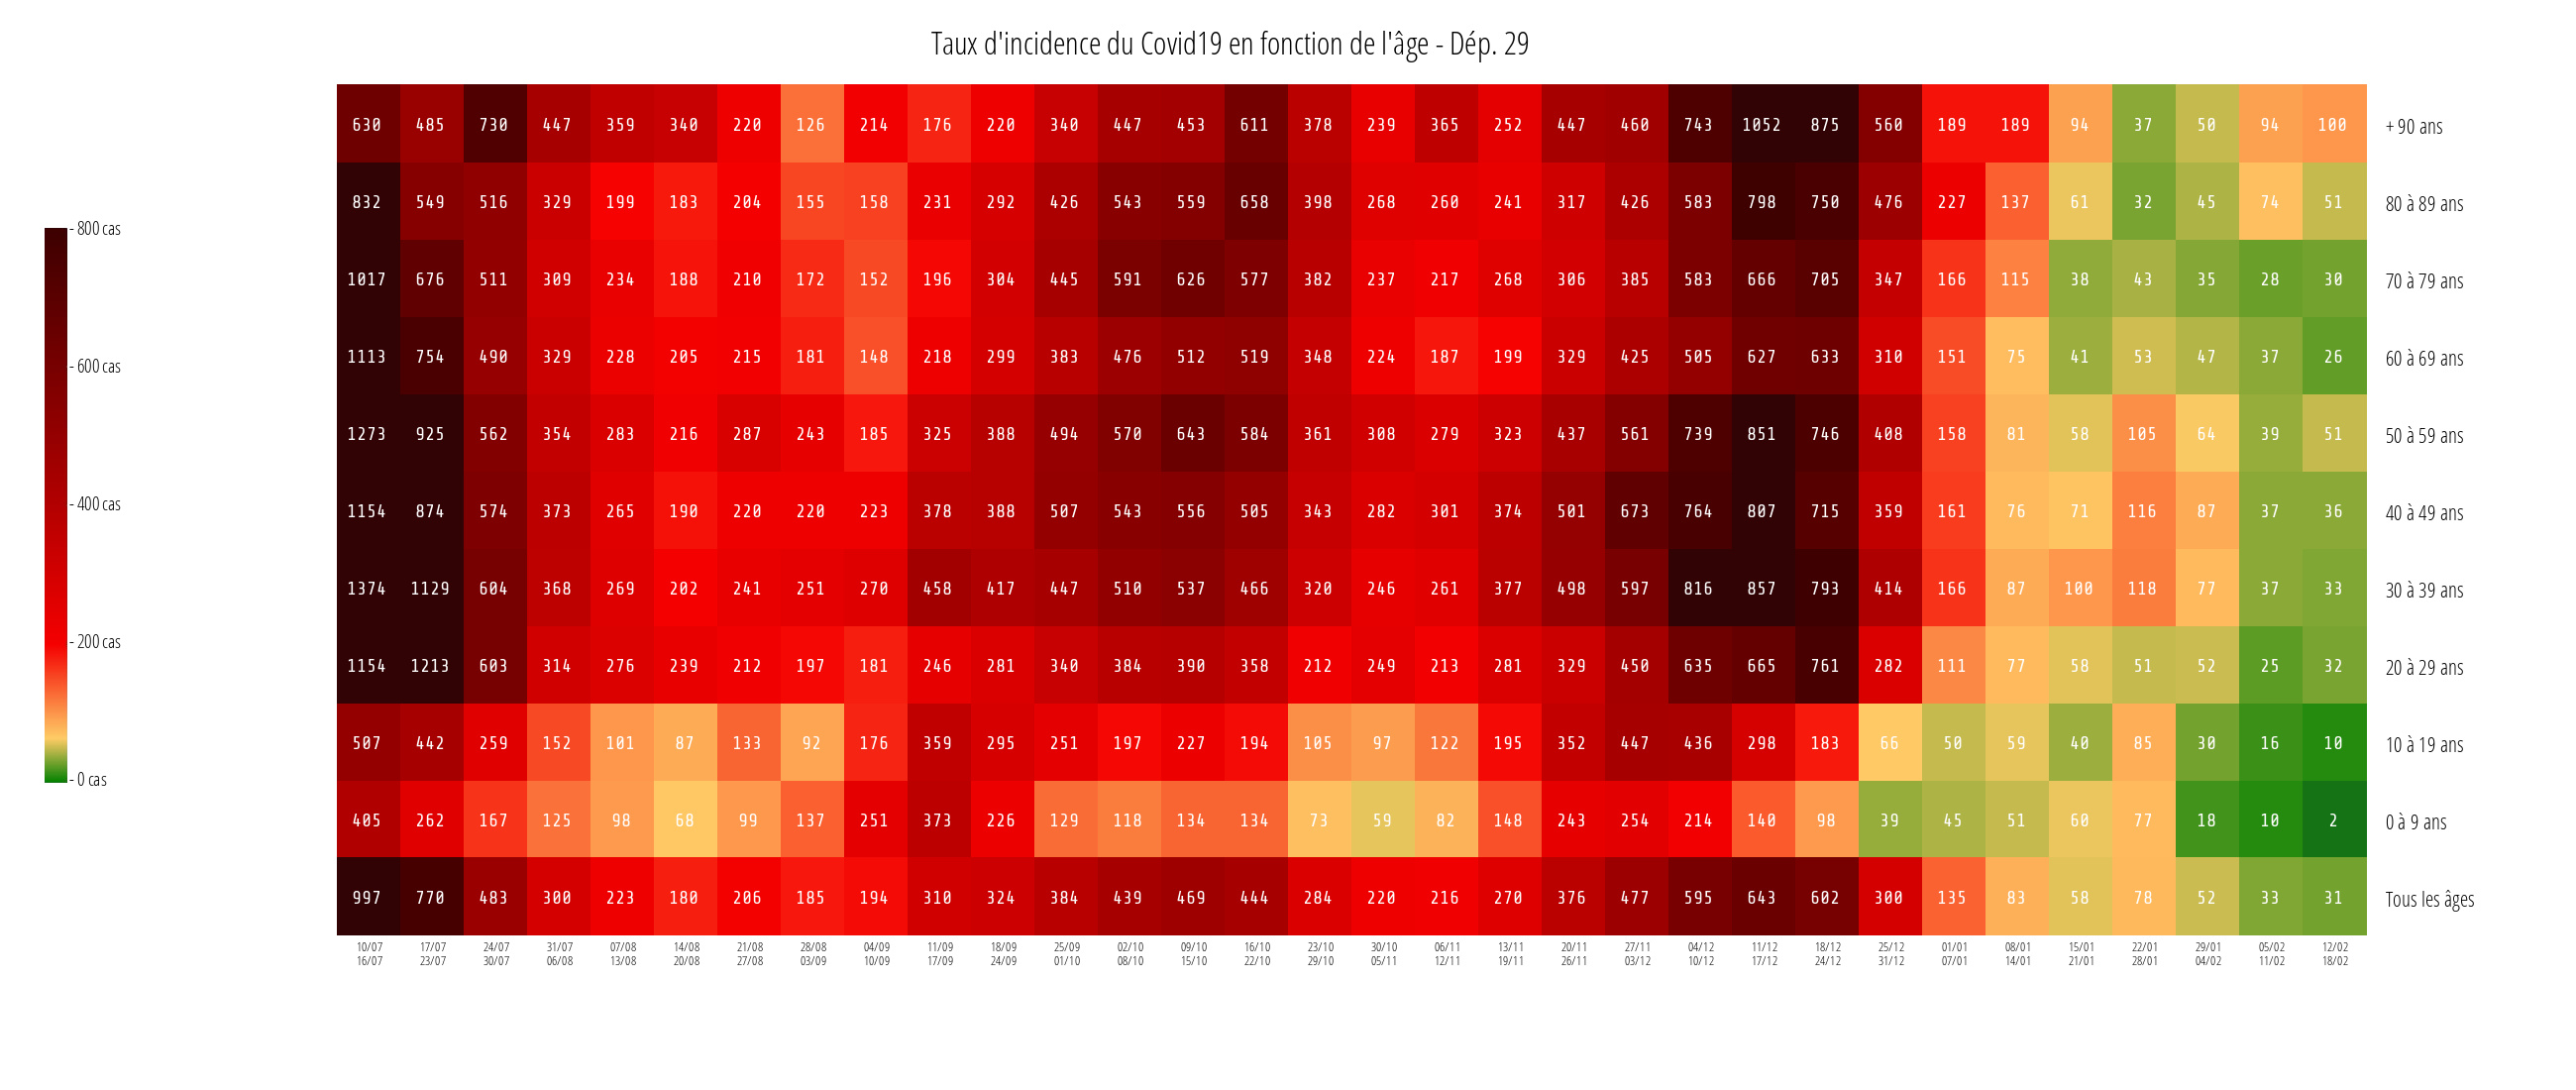 Taux d'incidence du Covid19 en fonction de l'âge - Dép. 29
630 485 730 447 359 340 220 126 214 176 220 340 447 453 611 378 239 365 252 447 460 743 1052 875 560 189 189 94 37 50 94 100 + 90 ans
832 549 516 329 199 183 204 155 158 231 292 426 543 559 658 398 268 260 241 317 426 583 798 750 476 227 137 61 32 45 74 51 80 à 89 ans
- 800 cas
1017 676 511 309 234 188 210 172 152 196 304 445 591 626 577 382 237 217 268 306 385 583 666 705 347 166 115 38 43 35 28 30 70 à 79 ans
1113 754 490 329 228 205 215 181 148 218 299 383 476 512 519 348 224 187 199 329 425 505 627 633 310 151 75 41 53 47 37 26 60 à 69 ans
- 600 cas
1273 925 562 354 283 216 287 243 185 325 388 494 570 643 584 361 308 279 323 437 561 739 851 746 408 158 81 58 105 64 39 51 50 à 59 ans
- 400 cas
1154 874 574 373 265 190 220 220 223 378 388 507 543 556 505 343 282 301 374 501 673 764 807 715 359 161 76 71 116 87 37 36 40 à 49 ans
1374 1129 604 368 269 202 241 251 270 458 417 447 510 537 466 320 246 261 377 498 597 816 857 793 414 166 87 100 118 77 37 33 30 à 39 ans
- 200 cas
1154 1213 603 314 276 239 212 197 181 246 281 340 384 390 358 212 249 213 281 329 450 635 665 761 282 111 77 58 51 52 25 32 20 à 29 ans
507 442 259 152 101 87 133 92 176 359 295 251 197 227 194 105 97 122 195 352 447 436 298 183 66 50 59 40 85 30 16 10 10 à 19 ans
- 0 cas
405 262 167 125 98 68 99 137 251 373 226 129 118 134 134 73 59 82 148 243 254 214 140 98 39 45 51 60 77 18 10 2 0 à 9 ans
997 770 483 300 223 180 206 185 194 310 324 384 439 469 444 284 220 216 270 376 477 595 643 602 300 135 83 58 78 52 33 31 Tous les âges
10/07 17/07 24/07 31/07 07/08 14/08 21/08 28/08 04/09 11/09 18/09 25/09 02/10 09/10 16/10 23/10 30/10 06/11 13/11 20/11 27/11 04/12 11/12 18/12 25/12 01/01 08/01 15/01 22/01 29/01 05/02 12/02
16/07 23/07 30/07 06/08 13/08 20/08 27/08 03/09 10/09 17/09 24/09 01/10 08/10 15/10 22/10 29/10 05/11 12/11 19/11 26/11 03/12 10/12 17/12 24/12 31/12 07/01 14/01 21/01 28/01 04/02 11/02 18/02